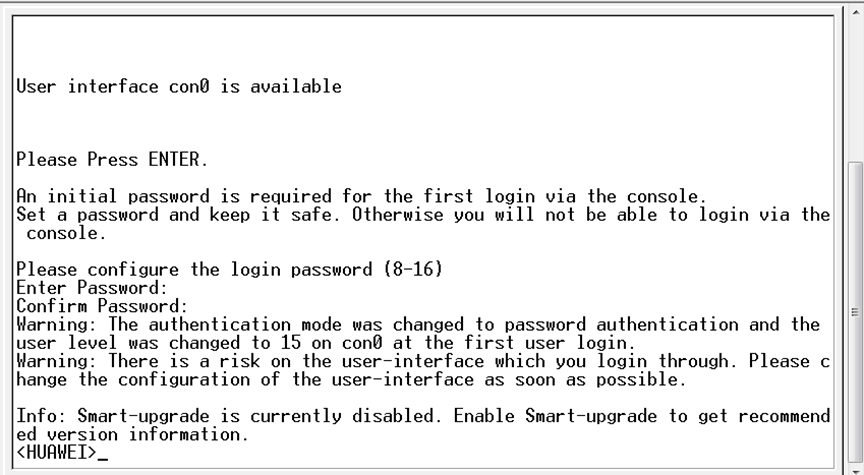 User interface con0 is available
Please Press ENTER.
An initial password is required for the first login via the console.
Set a password and keep it safe. Otherwise you will not be able to login via the
 console.
Please configure the login password (8-16)
Enter Password:
Confirm Password:
Warning: The authentication mode was changed to password authentication and the
user level was changed to 15 on con0 at the first user login.
Warning: There is a risk on the user-interface which you login through. Please c
hange the configuration of the user-interface as soon as possible.
Info: Smart-upgrade is currently disabled. Enable Smart-upgrade to get recommend
ed version information.
<HUAWEI>_